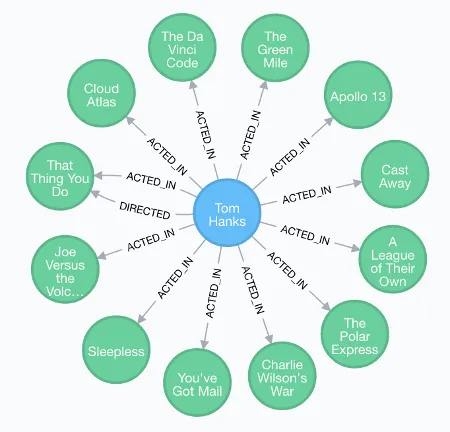 The Da
Vinci
Code
The
Green
Mile
Cloud
Atlas
Apollo 13
ACTED_IN
ACTED_IN
ACTED_IN
ACTED_IN
That
Thing You
Do
ACTED_IN
ACTED_IN
Cast
Away
DIRECTED
Tom
Hanks
Joe
Versus
the
Volc...
ACTED_IN
ACTED_IN
A
League
of Their
Own
ACTED_IN
ACTED_IN
ACTED_IN
ACTED_IN
Sleepless
The
Polar
Express
You've
Got Mail
Charlie
Wilson's
War